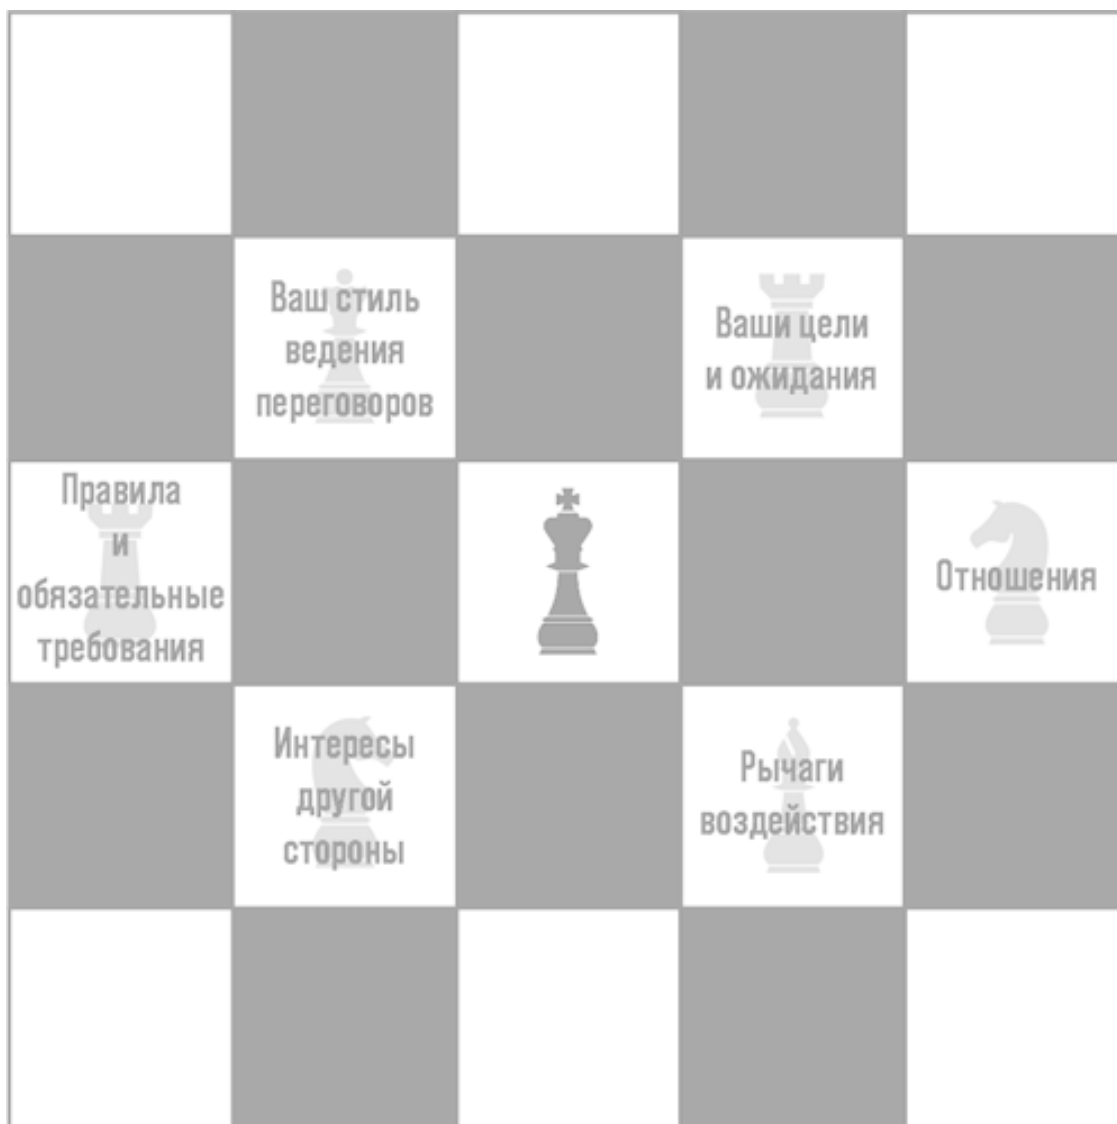 Ваш стиль
ведения
переговоров
Ваши цели
и ожидания
Правила
и
обязательные
требования
Отношения
Интересы
другой
стороны
Рычаги
воздействия